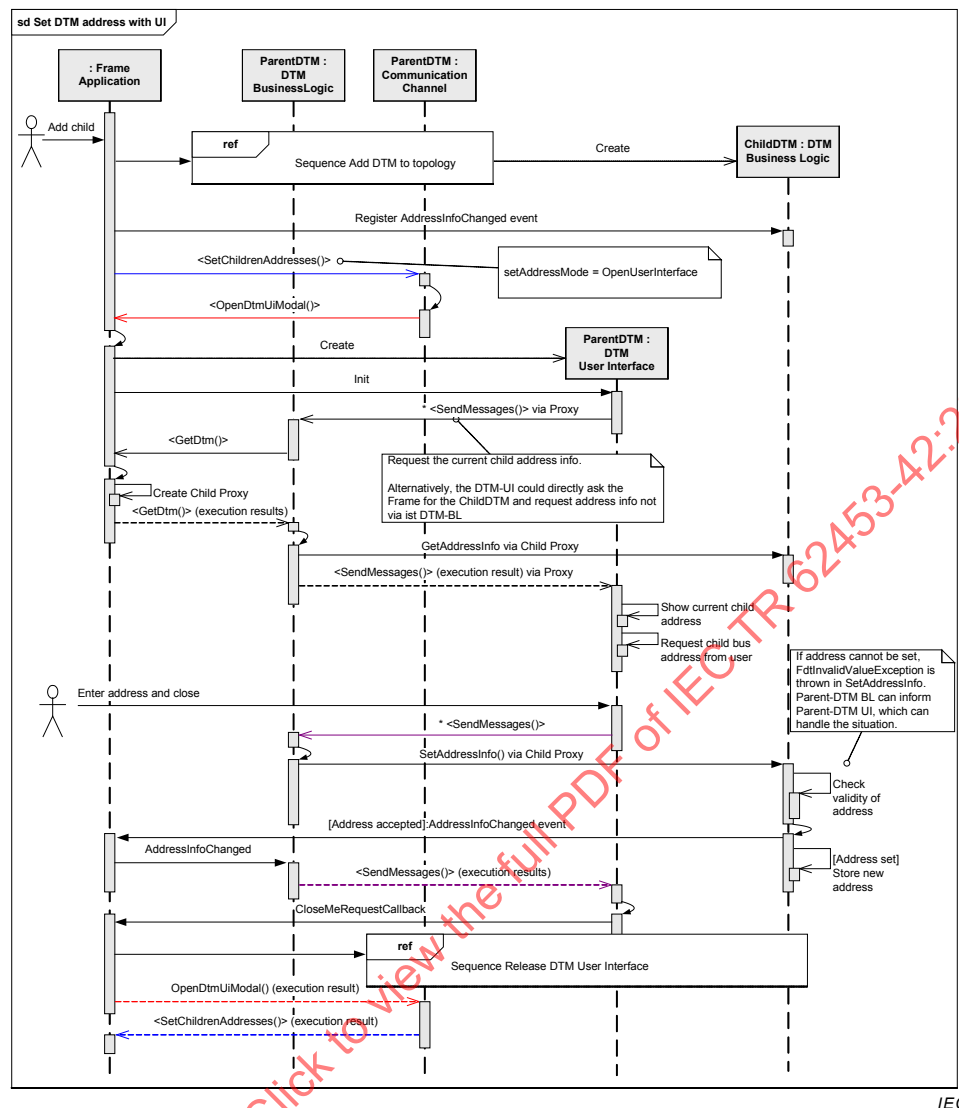 sd Set DTM address with UI
: Frame
Application
ParentDTM :
DTM
BusinessLogic
ParentDTM :
Communication
Channel
Add child
ref
Sequence Add DTM to topology
Create
ChildDTM : DTM
Business Logic
Register AddressInfoChanged event
<SetChildrenAddresses()>
setAddressMode = OpenUserInterface
<OpenDtmUiModal()>
Create
ParentDTM :
DTM
User Interface
Init
* <SendMessages()> via Proxy
<GetDtm()>
Request the current child address info.
Alternatively, the DTM-UI could directly ask the
Frame for the ChildDTM and request address info not
via ist DTM-BL
Create Child Proxy
<GetDtm()> (execution results)
GetAddressInfo via Child Proxy
<SendMessages()> (execution result) via Proxy
Show current child
address
Request child bus
address from user
If address cannot be set,
FdtInvalidValueException is
thrown in SetAddressInfo.
Parent-DTM BL can inform
Parent-DTM UI, which can
handle the situation.
Enter address and close
* <SendMessages()>
SetAddressInfo() via Child Proxy
Check
validity of
address
[Address accepted]:AddressInfoChanged event
AddressInfoChanged
[Address set]
Store new
address
<SendMessages()> (execution results)
CloseMeRequestCallback
ref
Sequence Release DTM User Interface
OpenDtmUiModal() (execution result)
<SetChildrenAddresses()> (execution result)
Click to view the full PDF of IEC TR 62453-42:2
IEC